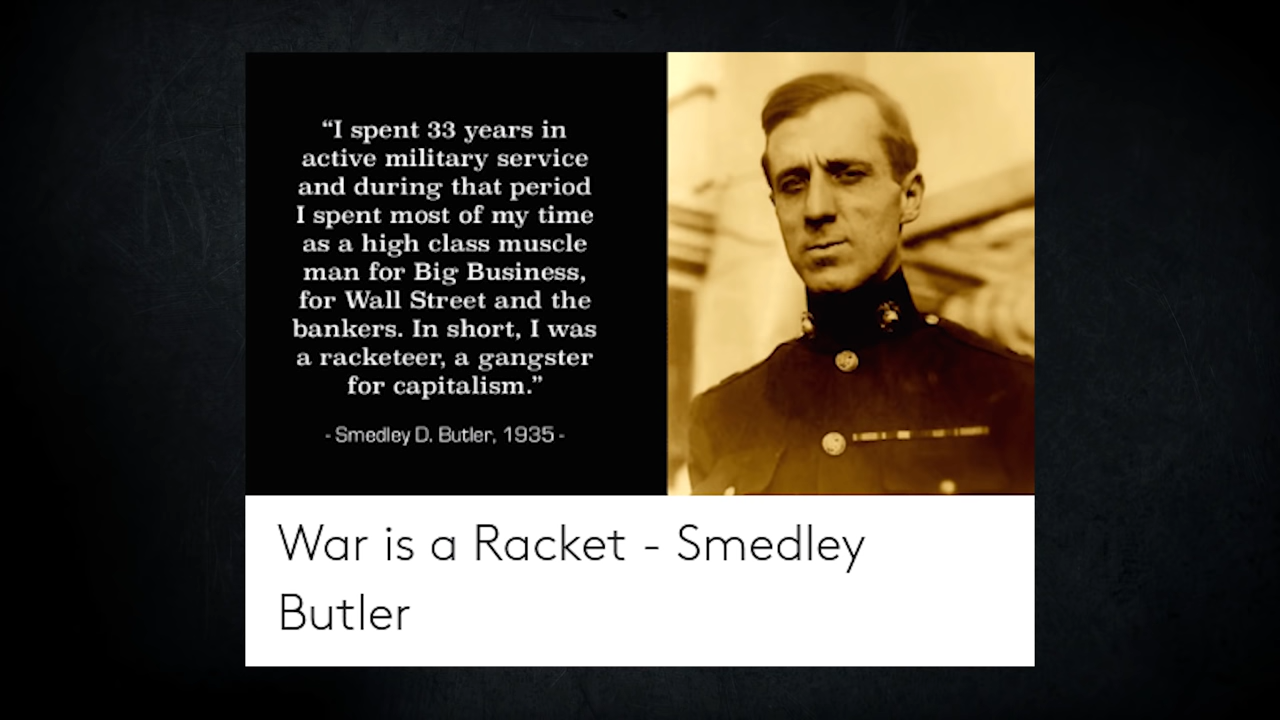 “I spent 33 years in
active military service
and during that period
I spent most of my time
as a high class muscle
man for Big Business,
for Wall Street and the
bankers. In short, I was
a racketeer, a gangster
for capitalism.”
- Smedley D. Butler, 1935 -
War is a Racket - Smedley
Butler